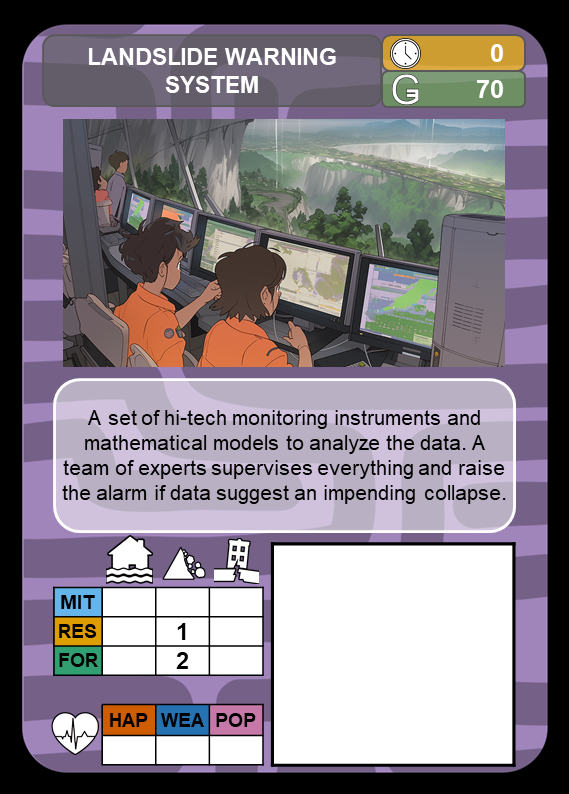 LANDSLIDE WARNING
SYSTEM
0
G 70
A set of hi-tech monitoring instruments and
mathematical models to analyze the data. A
team of experts supervises everything and raise
the alarm if data suggest an impending collapse.
MIT
RES 1
FOR 2
HAP WEA POP